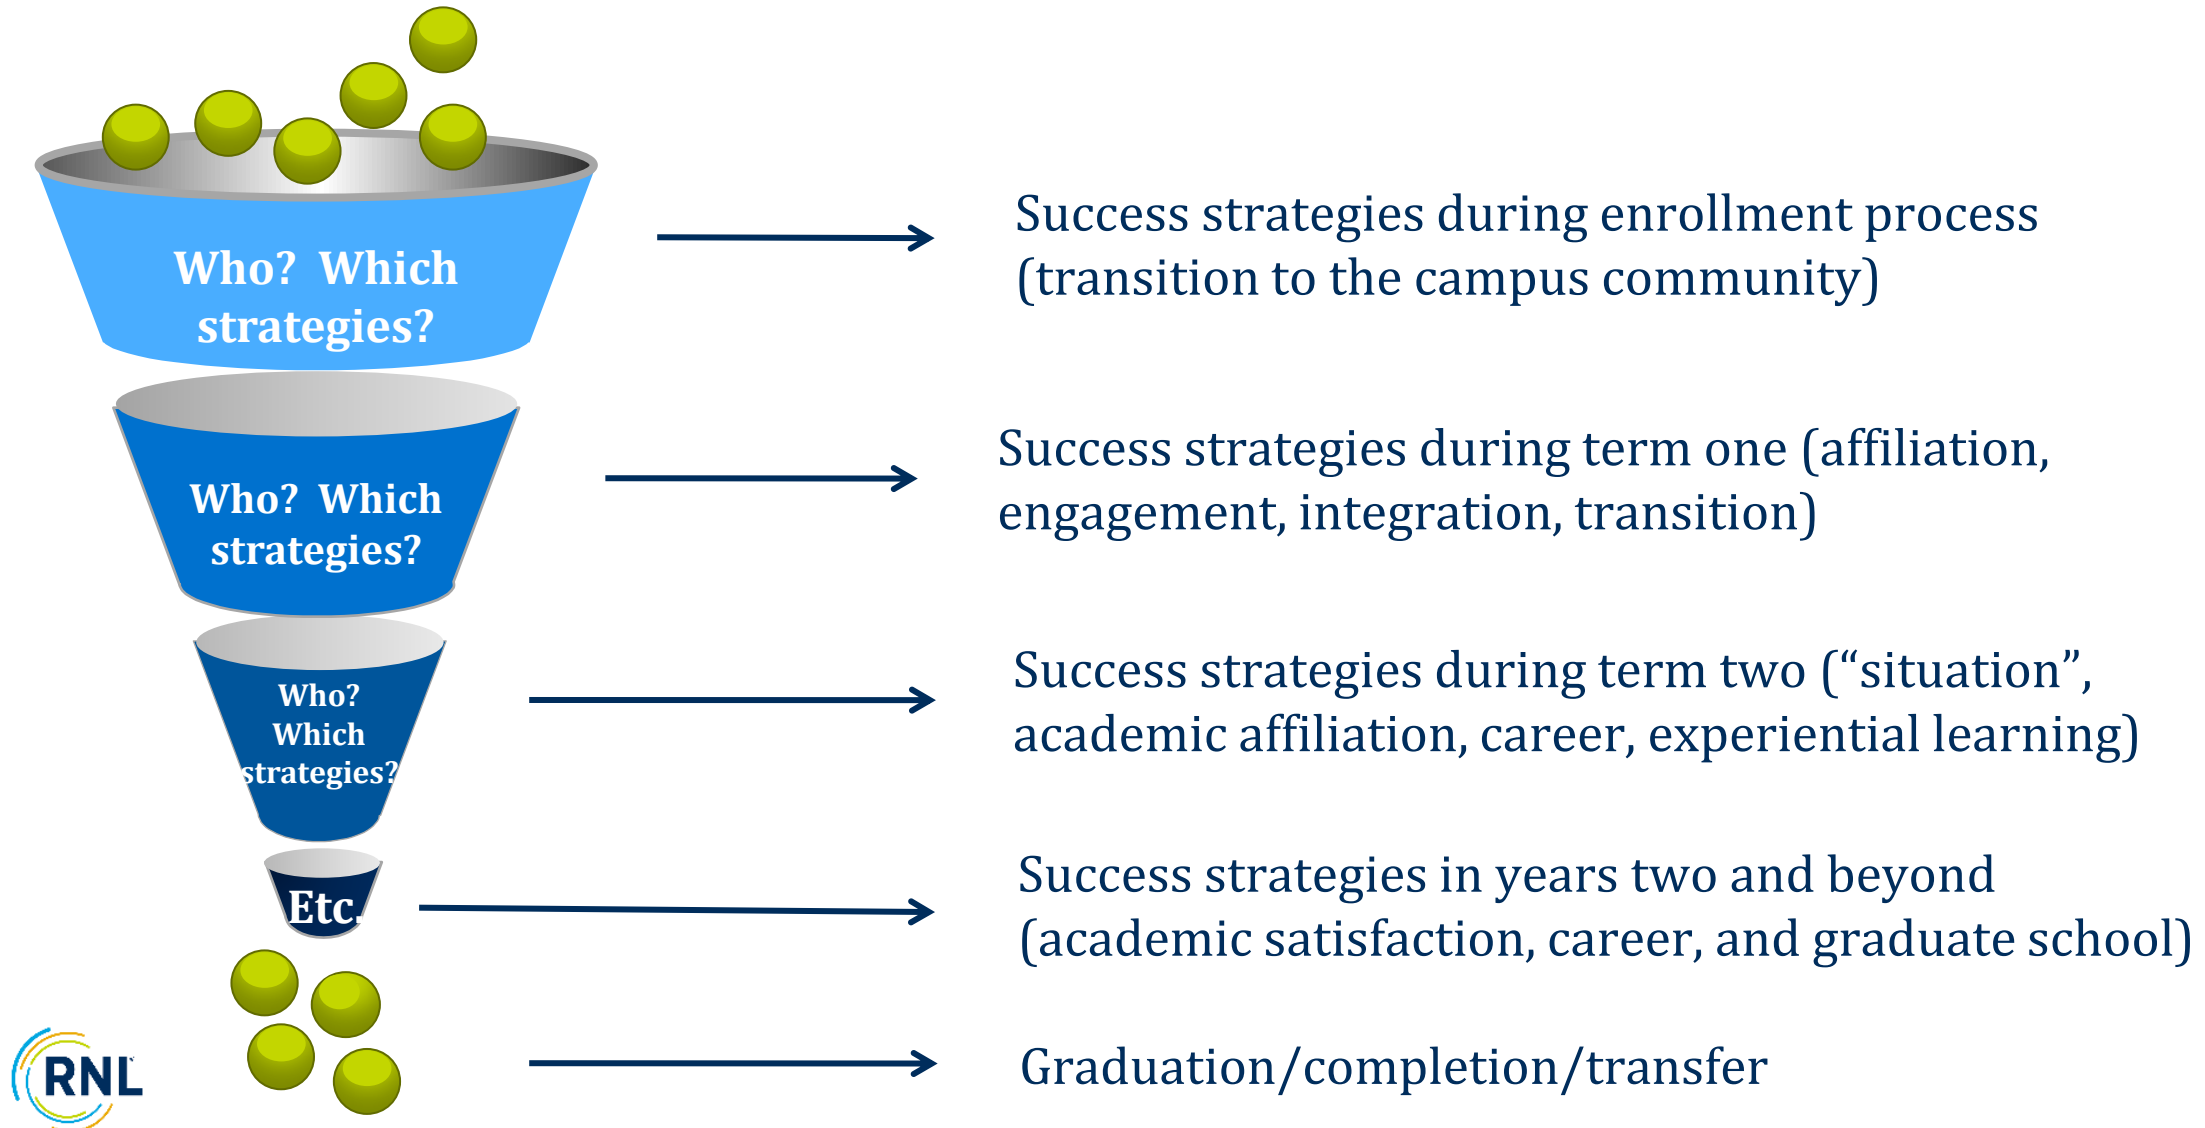 Who?  Which
strategies?
Success strategies during enrollment process
(transition to the campus community)
Who?  Which
strategies?
Success strategies during term one (affiliation,
engagement, integration, transition)
Who?
Which
strategies?
Success strategies during term two (“situation”,
academic affiliation, career, experiential learning)
Etc.
Success strategies in years two and beyond
(academic satisfaction, career, and graduate school)
Graduation/completion/transfer
RNL